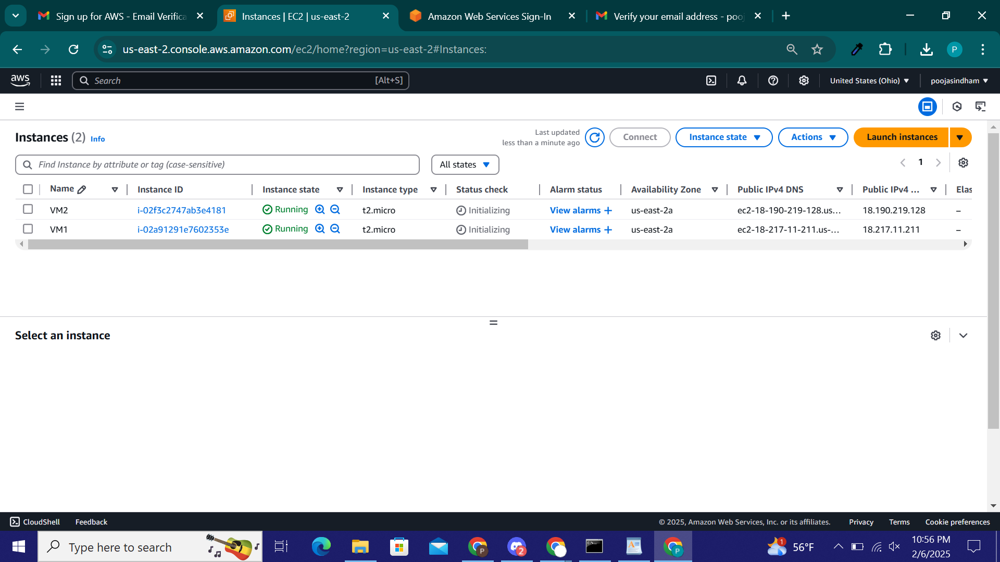 Sign up for AWS - Email Verifica
Instances | EC2 | us-east-2
Amazon Web Services Sign-In
Verify your email address - pooj
us-east-2.console.aws.amazon.com/ec2/home?region=us-east-2#Instances:
P
aws
Search
[Alt+S]
United States (Ohio)
poojasindham
Instances (2) Info
Last updated
less than a minute ago
Connect
Instance state
Actions
Launch instances
Find Instance by attribute or tag (case-sensitive)
All states
1
Name Instance ID Instance state Instance type Status check Alarm status Availability Zone Public IPv4 DNS Public IPv4 ... Elas
VM2 i-02f3c2747ab3e4181 Running t2.micro Initializing View alarms + us-east-2a ec2-18-190-219-128.us... 18.190.219.128 –
VM1 i-02a91291e7602353e Running t2.micro Initializing View alarms + us-east-2a ec2-18-217-11-211.us-... 18.217.11.211 –
Select an instance
CloudShell Feedback © 2025, Amazon Web Services, Inc. or its affiliates. Privacy Terms Cookie preferences
Type here to search
P
2
P
1
56°F
10:56 PM
2/6/2025